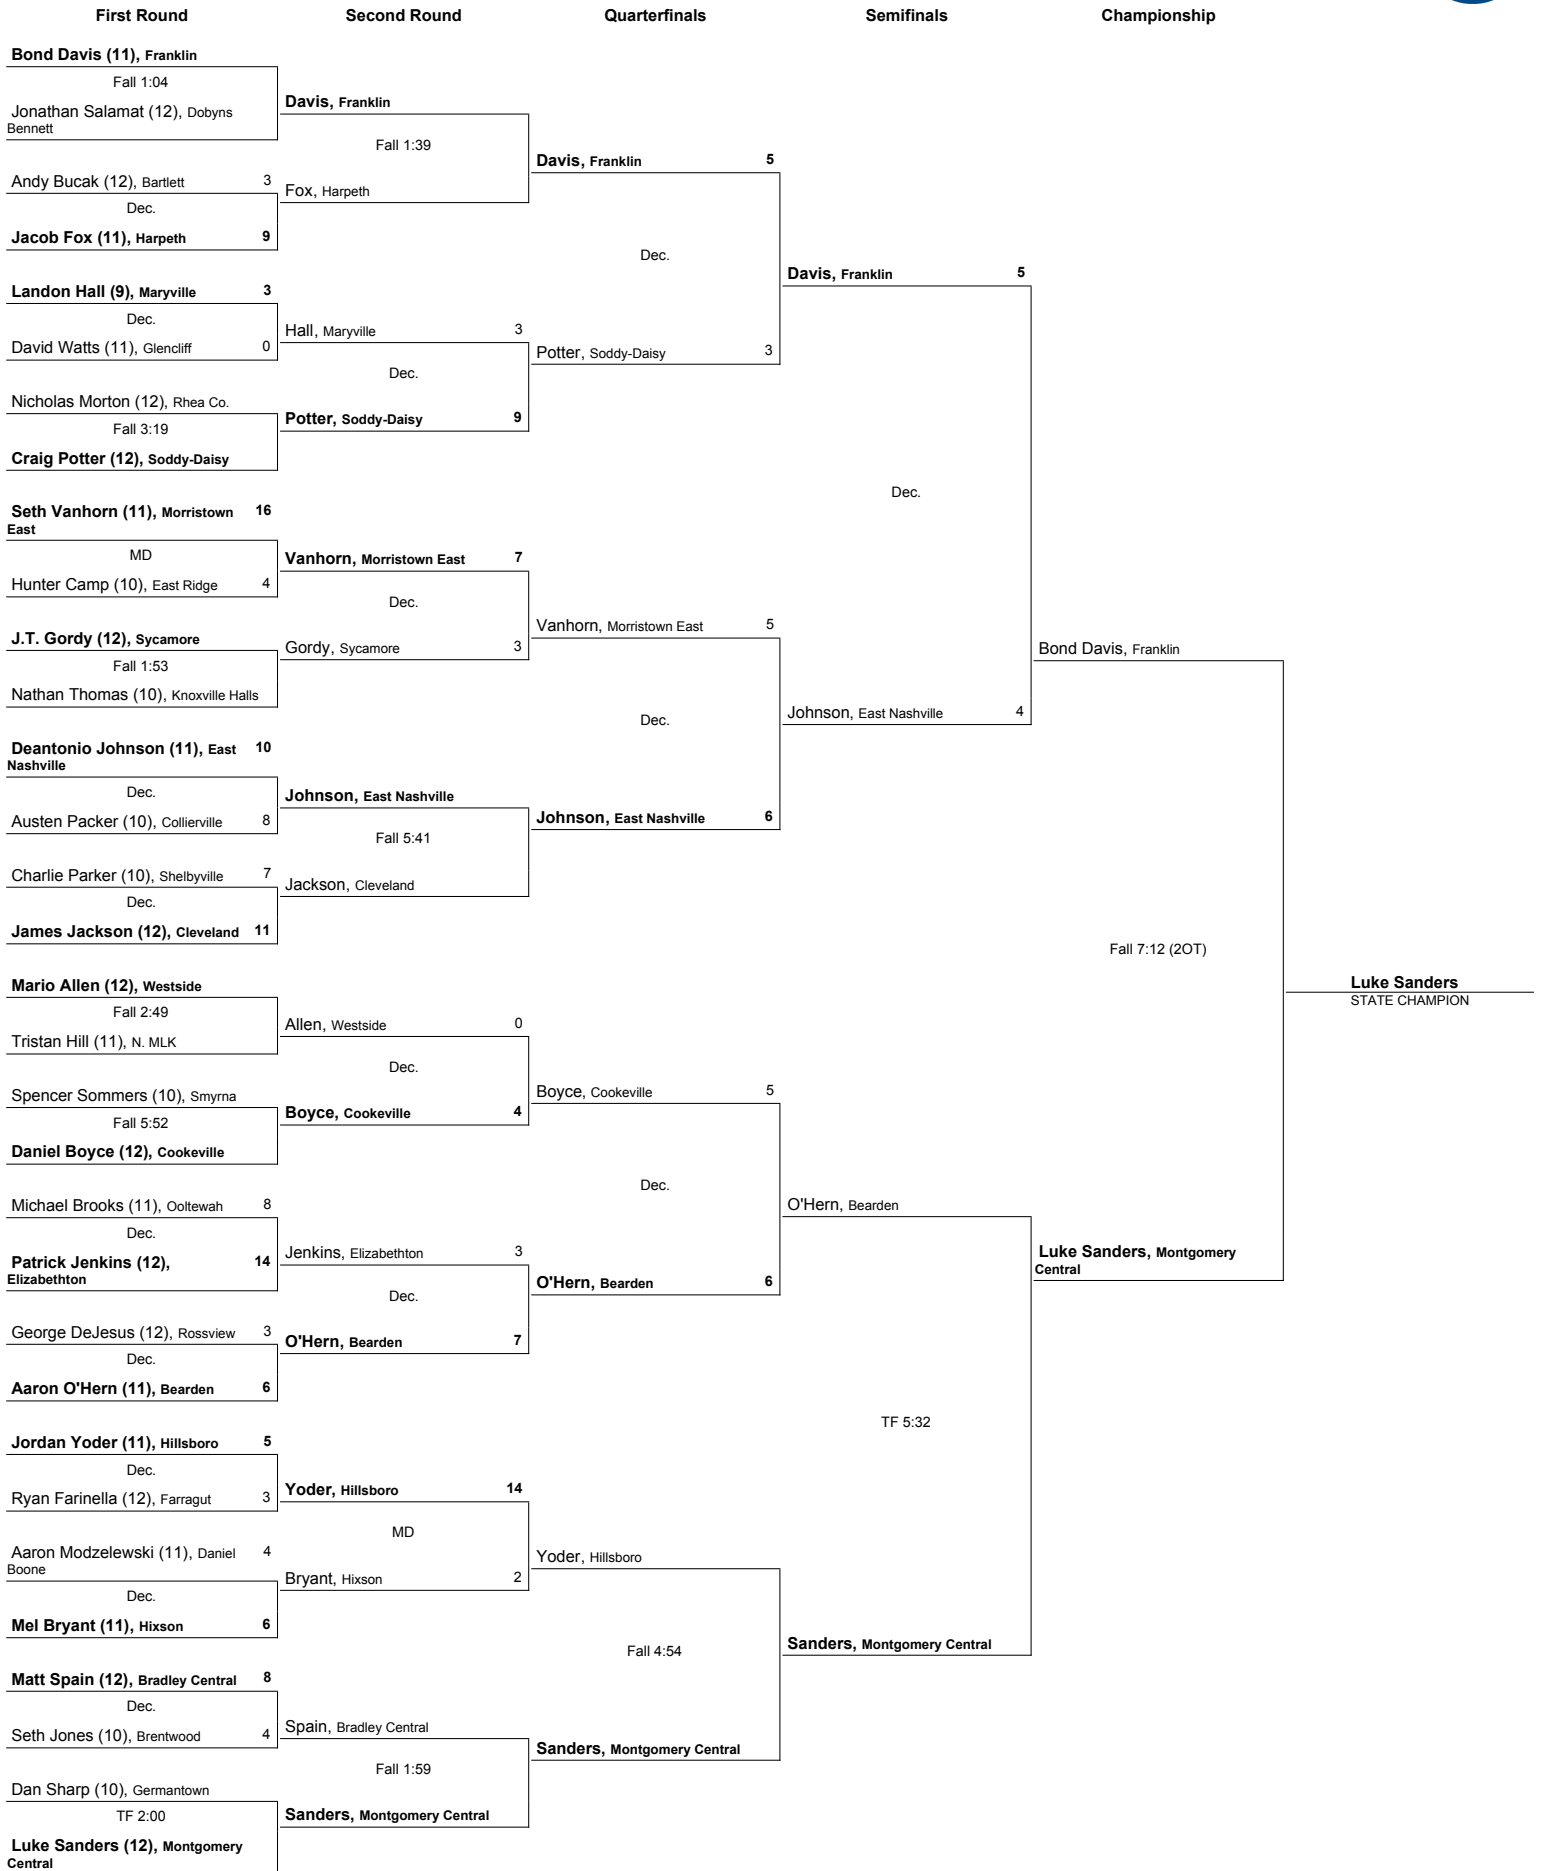 First Round Second Round Quarterfinals Semifinals Championship
Bond Davis (11), Franklin
Fall 1:04
Jonathan Salamat (12), Dobyns
Bennett
Andy Bucak (12), Bartlett 3
Dec.
Jacob Fox (11), Harpeth 9
Landon Hall (9), Maryville 3
Dec.
David Watts (11), Glencliff 0
Nicholas Morton (12), Rhea Co.
Fall 3:19
Craig Potter (12), Soddy-Daisy
Seth Vanhorn (11), Morristown 16
East
MD
Hunter Camp (10), East Ridge 4
J.T. Gordy (12), Sycamore
Fall 1:53
Nathan Thomas (10), Knoxville Halls
Deantonio Johnson (11), East 10
Nashville
Dec.
Austen Packer (10), Collierville 8
Charlie Parker (10), Shelbyville 7
Dec.
James Jackson (12), Cleveland 11
Mario Allen (12), Westside
Fall 2:49
Tristan Hill (11), N. MLK
Spencer Sommers (10), Smyrna
Fall 5:52
Daniel Boyce (12), Cookeville
Michael Brooks (11), Ooltewah 8
Dec.
Patrick Jenkins (12), 14
Elizabethton
George DeJesus (12), Rossview 3
Dec.
Aaron O'Hern (11), Bearden 6
Jordan Yoder (11), Hillsboro 5
Dec.
Ryan Farinella (12), Farragut 3
Aaron Modzelewski (11), Daniel 4
Boone
Dec.
Mel Bryant (11), Hixson 6
Matt Spain (12), Bradley Central 8
Dec.
Seth Jones (10), Brentwood 4
Dan Sharp (10), Germantown
TF 2:00
Luke Sanders (12), Montgomery
Central
Davis, Franklin
Fall 1:39
Fox, Harpeth
Hall, Maryville 3
Dec.
Potter, Soddy-Daisy 9
Vanhorn, Morristown East 7
Dec.
Gordy, Sycamore 3
Johnson, East Nashville
Fall 5:41
Jackson, Cleveland
Allen, Westside 0
Dec.
Boyce, Cookeville 4
Jenkins, Elizabethton 3
Dec.
O'Hern, Bearden 7
Yoder, Hillsboro 14
MD
Bryant, Hixson 2
Spain, Bradley Central
Fall 1:59
Sanders, Montgomery Central
Davis, Franklin 5
Dec.
Potter, Soddy-Daisy 3
Vanhorn, Morristown East 5
Dec.
Johnson, East Nashville 6
Boyce, Cookeville 5
Dec.
O'Hern, Bearden 6
Yoder, Hillsboro
Fall 4:54
Sanders, Montgomery Central
Davis, Franklin 5
Dec.
Johnson, East Nashville 4
O'Hern, Bearden
TF 5:32
Sanders, Montgomery Central
Bond Davis, Franklin
Fall 7:12 (2OT)
Luke Sanders, Montgomery
Central
Luke Sanders
STATE CHAMPION